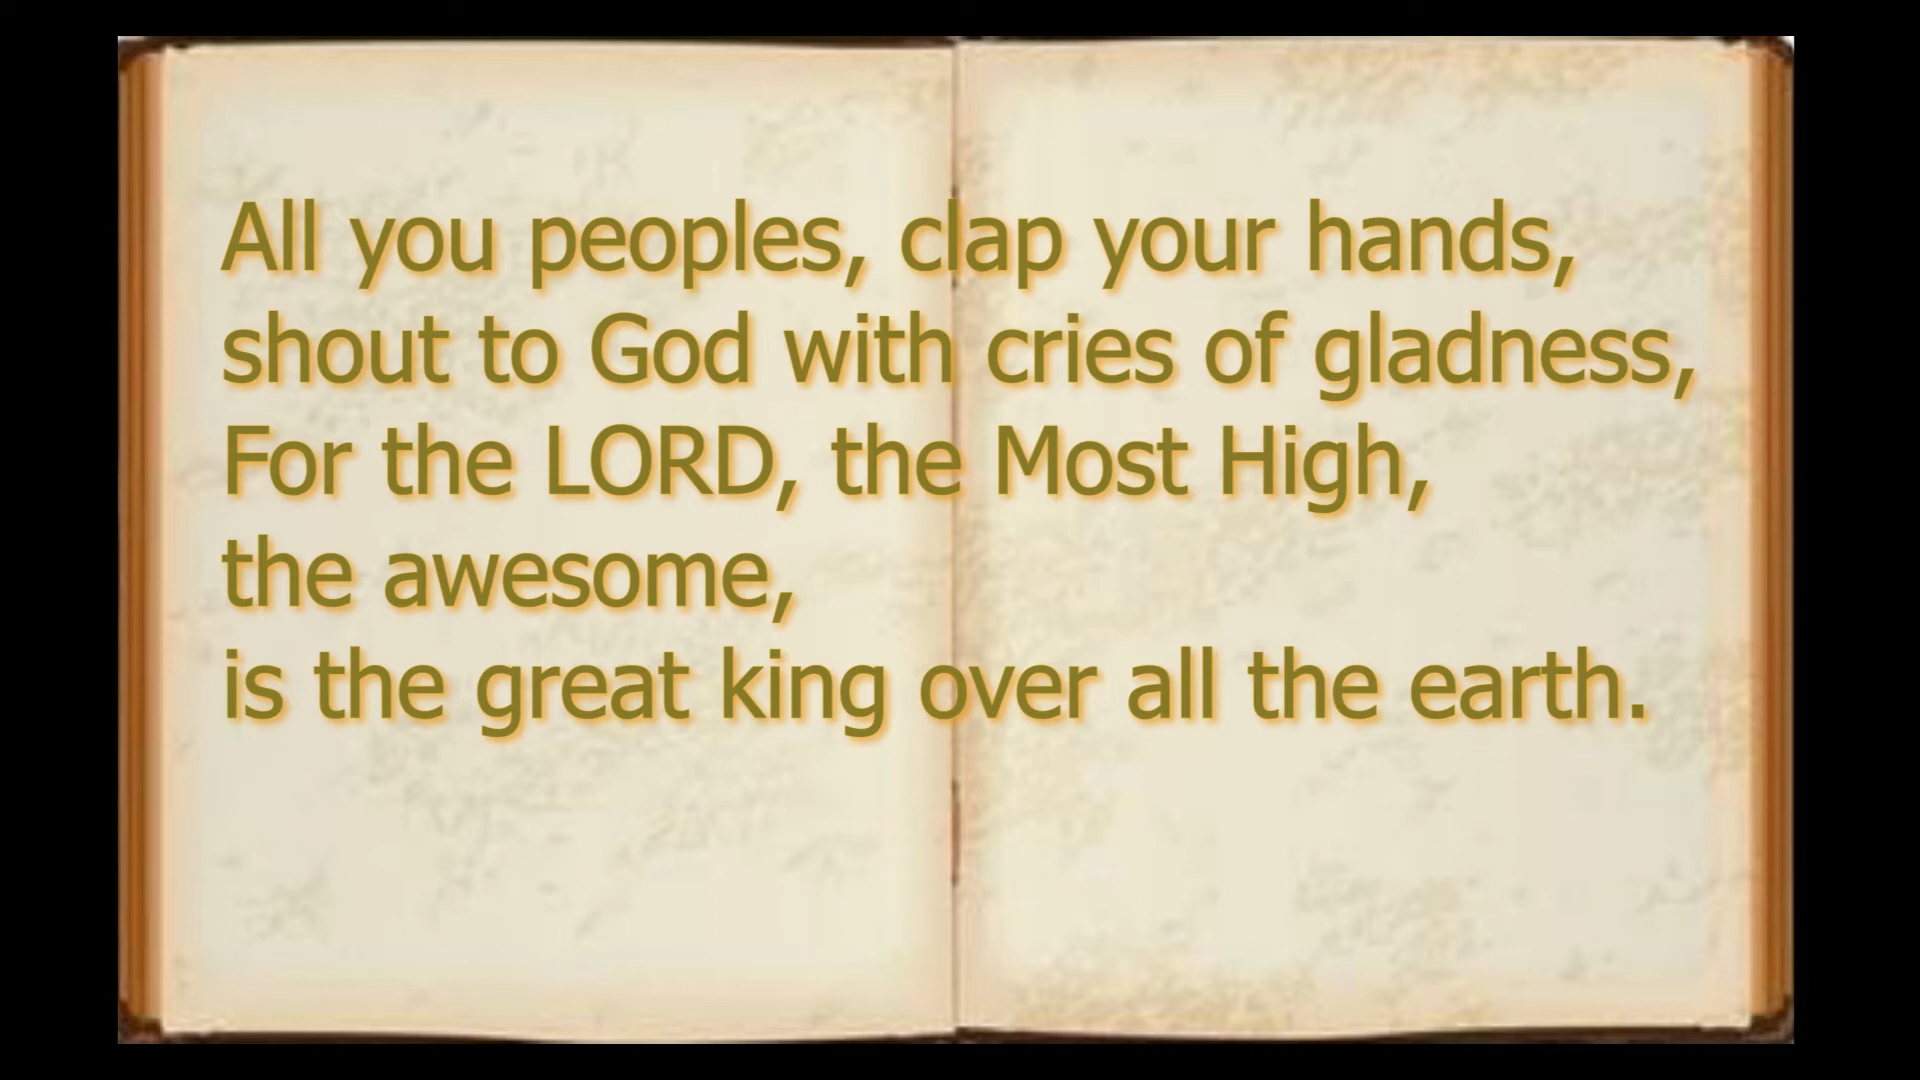 All you peoples, clap your hands,
shout to God with cries of gladness,
For the LORD, the Most High,
the awesome,
is the great king over all the earth.